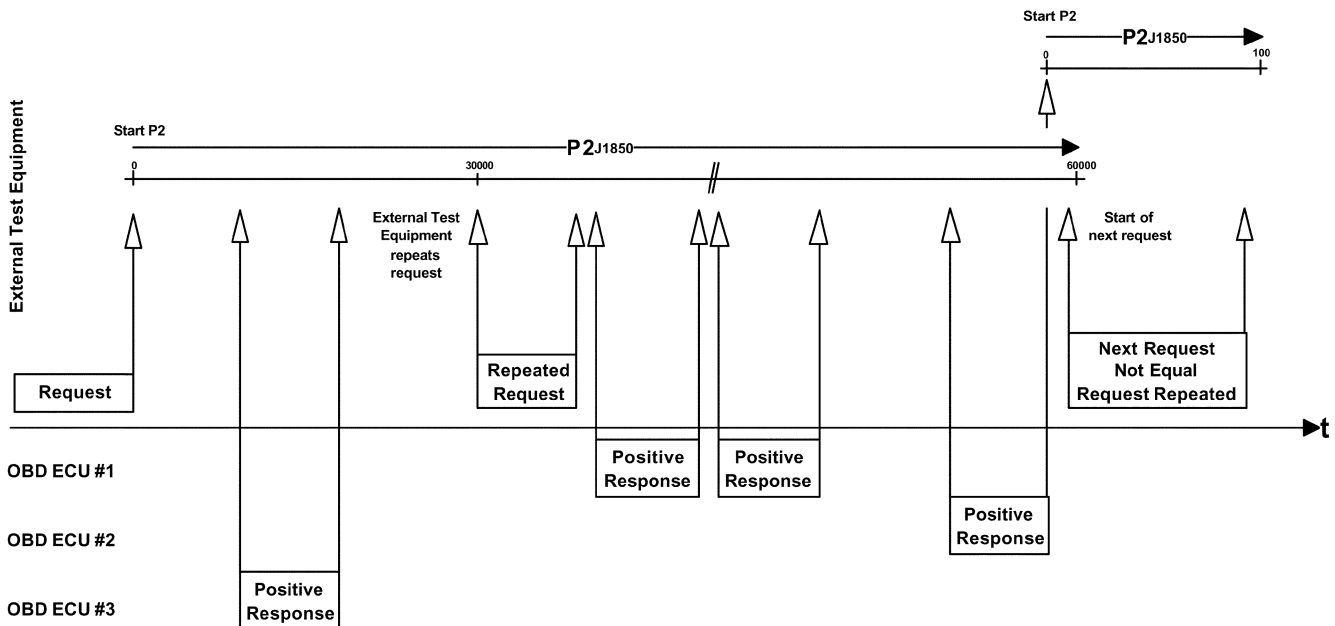 Start P2
P2J1850
0
100
Start P2
P2J1850
0
30000
60000
External Test Equipment
External Test
Equipment
repeats
request
Start of
next request
Request
Repeated
Request
Next Request
Not Equal
Request Repeated
t
OBD ECU #1
Positive
Response
Positive
Response
OBD ECU #2
Positive
Response
OBD ECU #3
Positive
Response